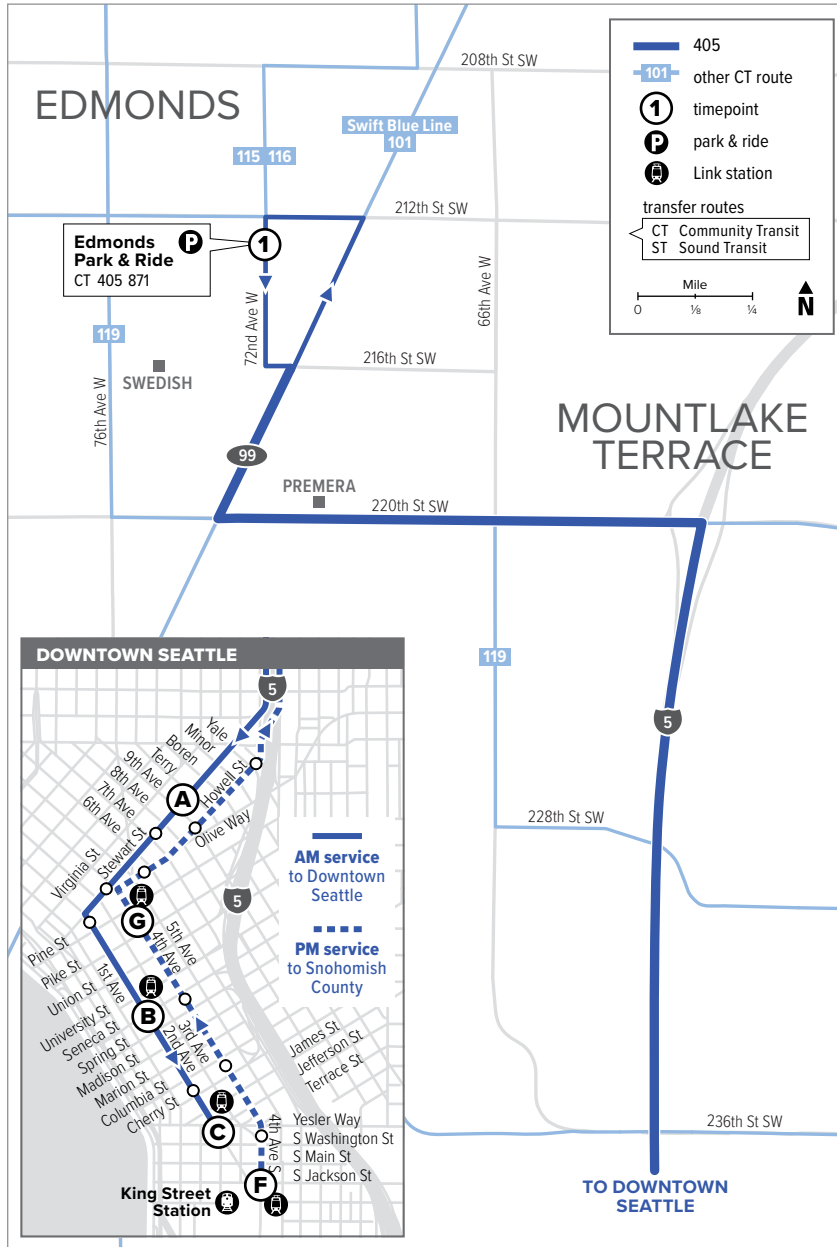 208th St SW
EDMONDS
Swift Blue Line
101
115 116
212th St SW
Edmonds
Park & Ride
CT 405 871
P
1
72nd Ave W
66th Ave W
119
216th St SW
SWEDISH
76th Ave W
MOUNTLAKE
TERRACE
99
PREMERA
220th St SW
119
5
228th St SW
236th St SW
TO DOWNTOWN
SEATTLE
405
101
other CT route
1
timepoint
P
park & ride
Link station
transfer routes
CT Community Transit
ST Sound Transit
Mile
0 ⅛ ¼
N
DOWNTOWN SEATTLE
5
Yale
Minor
Boren
Terry
9th Ave
8th Ave
7th Ave
6th Ave
A
Howell St
Olive Way
Stewart St
Virginia St
G
5
AM service
to Downtown
Seattle
PM service
to Snohomish
County
5th Ave
4th Ave
Pine St
Pike St
Union St
1st Ave
B
University St
Seneca St
Spring St
Madison St
Marion St
Columbia St
Cherry St
3rd Ave
2nd Ave
James St
Jefferson St
Terrace St
C
4th Ave S
Yesler Way
S Washington St
S Main St
S Jackson St
F
King Street
Station